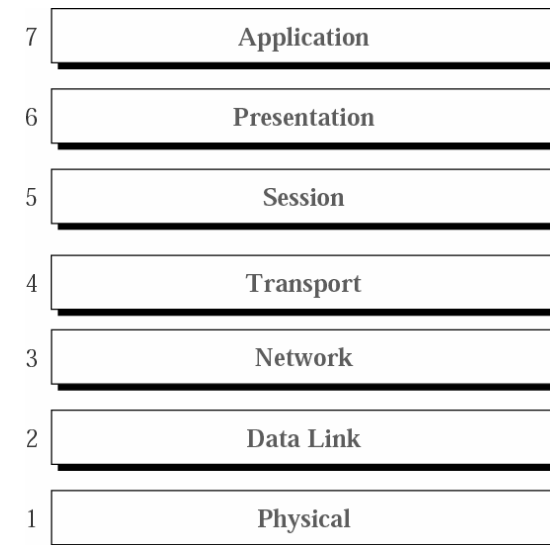 7 Application
6 Presentation
5 Session
4 Transport
3 Network
2 Data Link
1 Physical